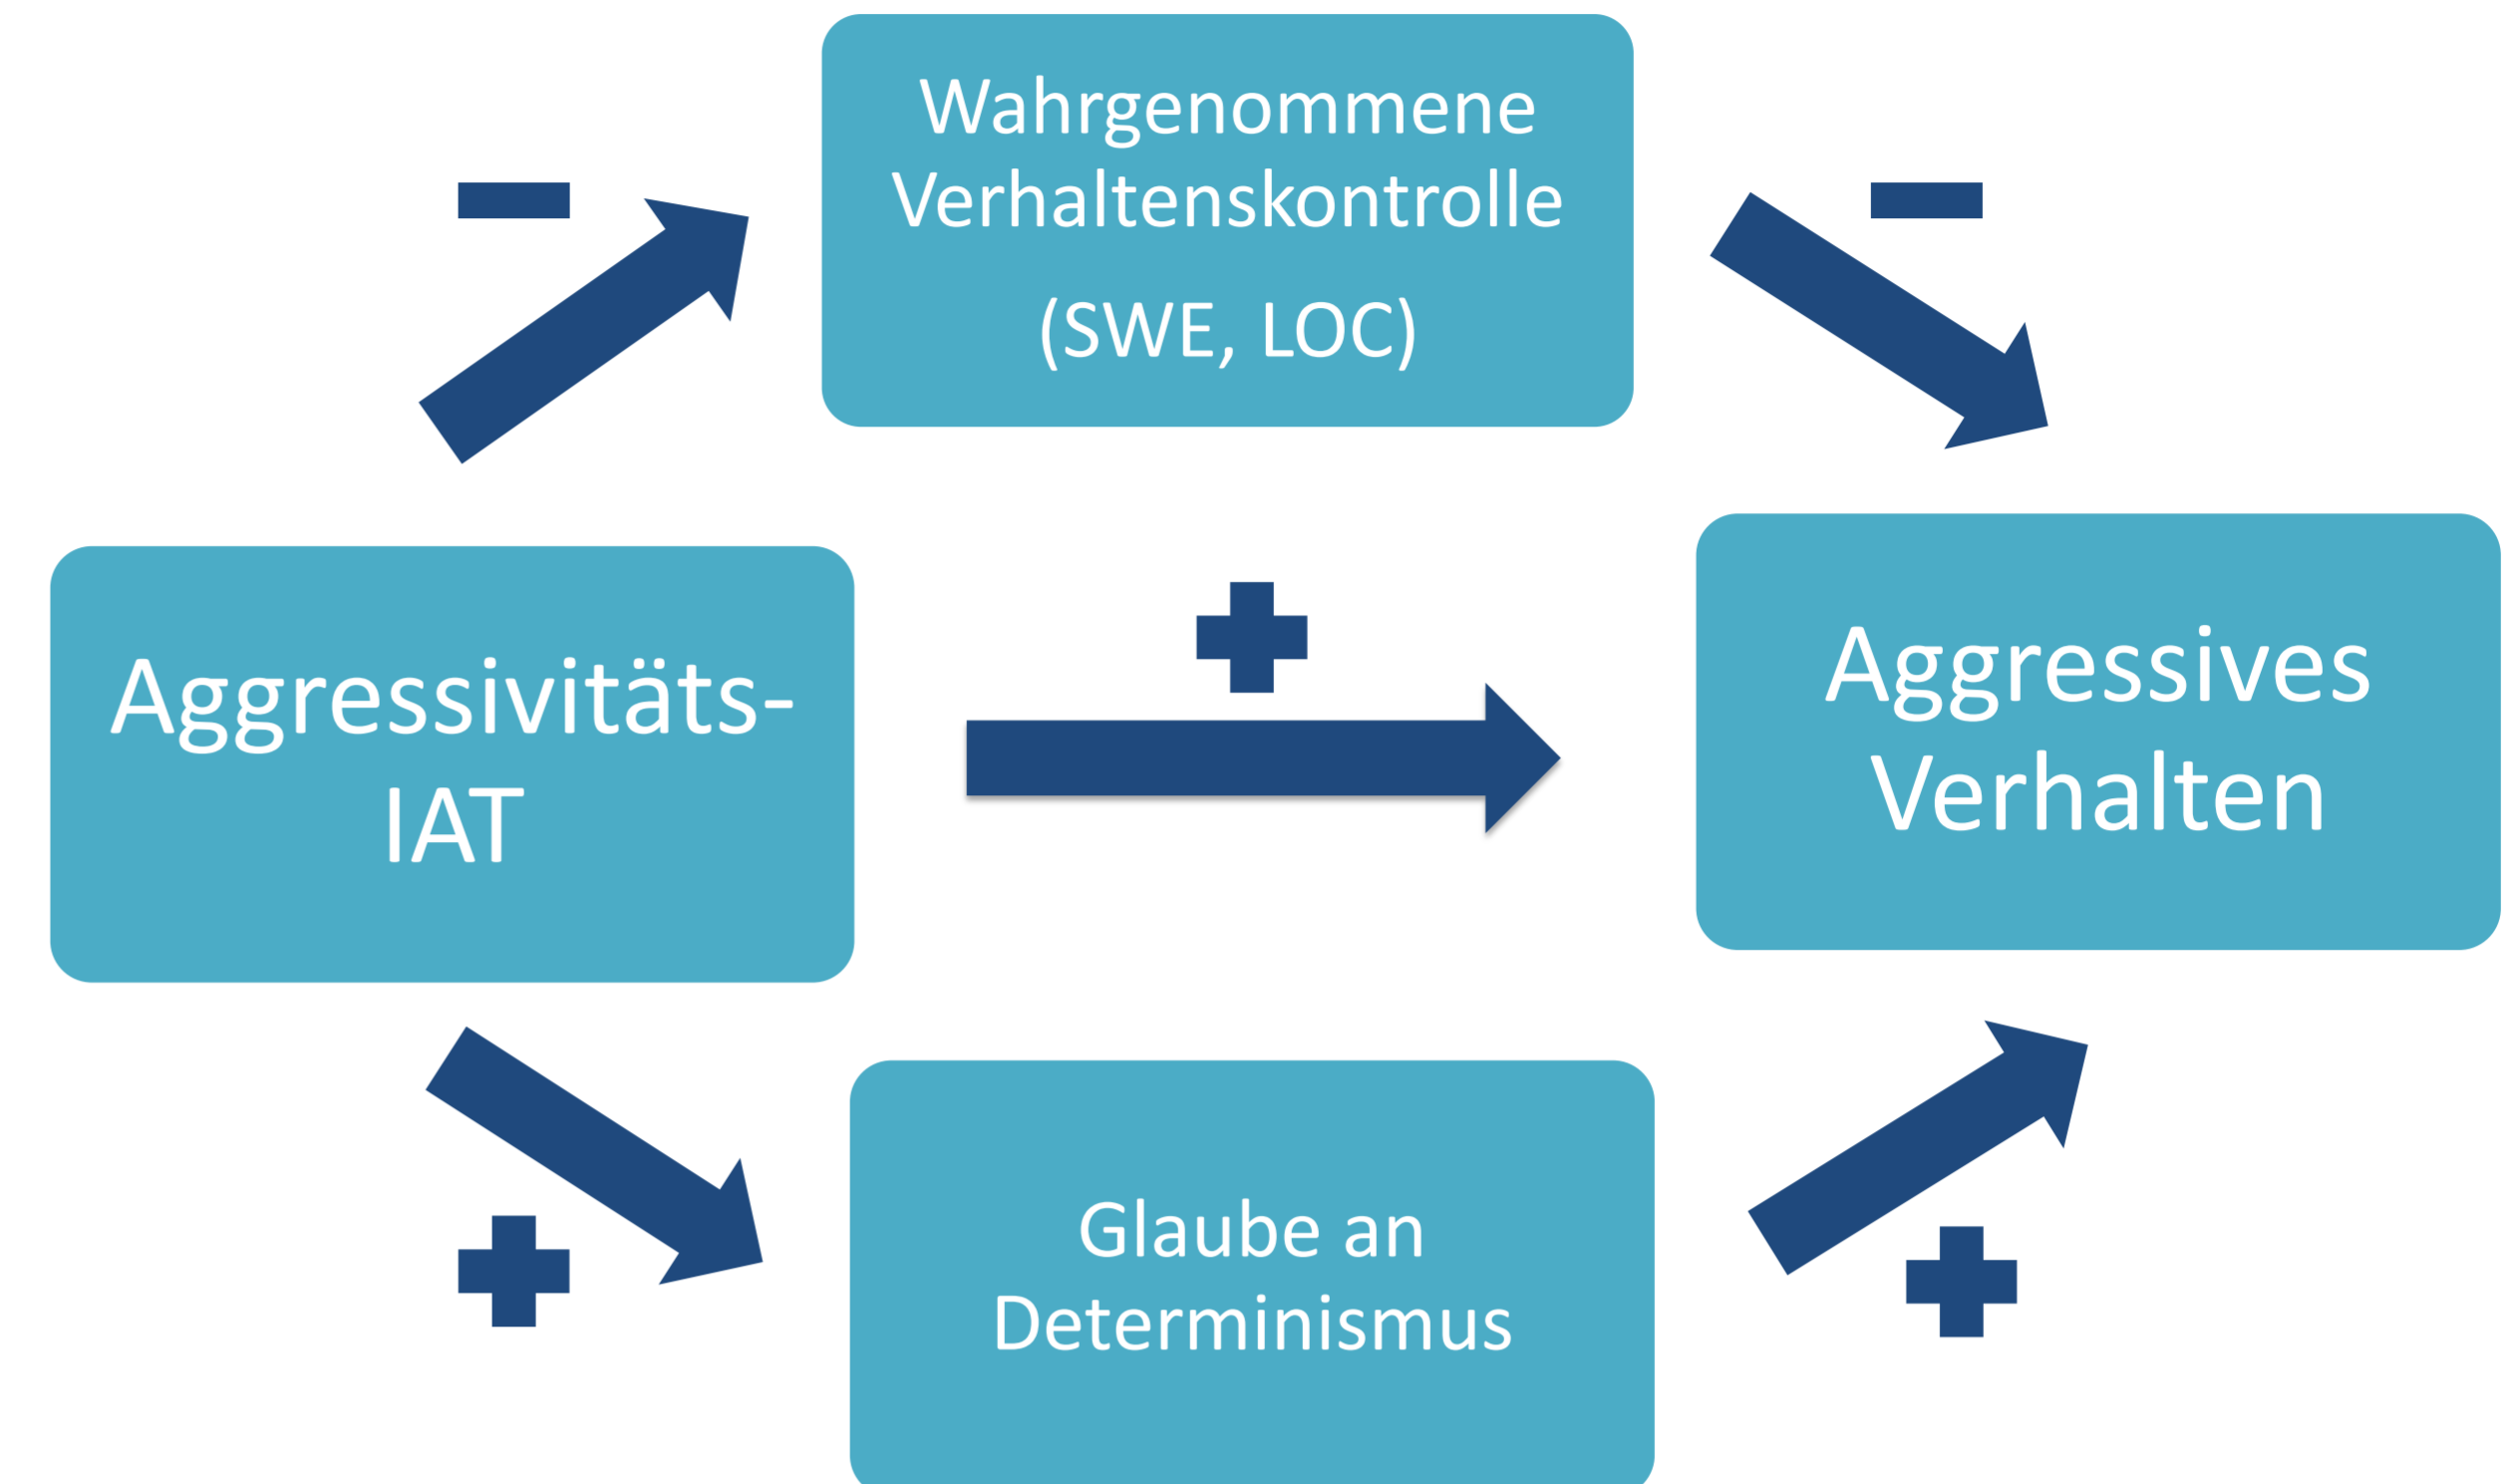 Wahrgenommene
Verhaltenskontrolle
(SWE, LOC)
Aggressivitäts-
IAT
Aggressives
Verhalten
Glaube an
Determinismus